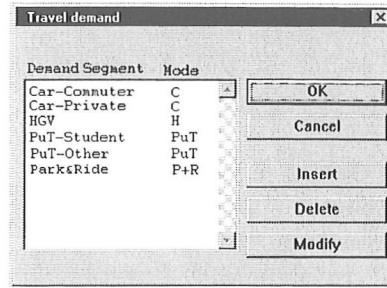 Travel demand
Demand Segment Mode
Car-Commuter C
Car-Private C
HGV H
PuT-Student PuT
PuT-Other PuT
Park&Ride P+R
OK
Cancel
Insert
Delete
Modify